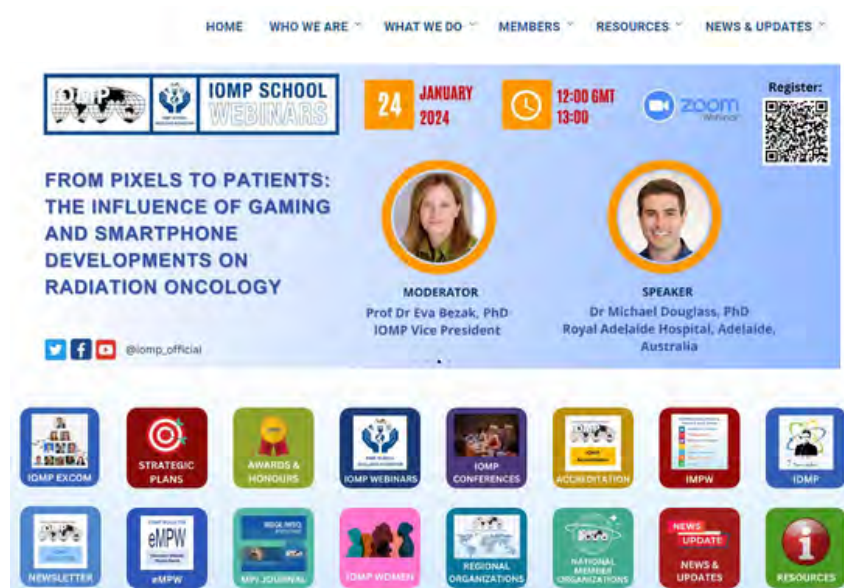 HOME WHO WE ARE WHAT WE DO MEMBERS RESOURCES NEWS & UPDATES
IOMP
IOMP SCHOOL
WEBINARS
24
JANUARY
2024
12:00 GMT
13:00
zoom
Webinar
Register:
FROM PIXELS TO PATIENTS:
THE INFLUENCE OF GAMING
AND SMARTPHONE
DEVELOPMENTS ON
RADIATION ONCOLOGY
MODERATOR
Prof Dr Eva Bezak, PhD
IOMP Vice President
SPEAKER
Dr Michael Douglass, PhD
Royal Adelaide Hospital, Adelaide,
Australia
@iomp_official
IOMP EXCOM
STRATEGIC
PLANS
AWARDS &
HONOURS
IOMP WEBINARS
IOMP
CONFERENCES
ACCREDITATION
IMPW
IDMP
NEWSLETTER
eMPW
eMPW
MPI JOURNAL
IOMP WOMEN
REGIONAL
ORGANIZATIONS
NATIONAL
MEMBER
ORGANIZATIONS
NEWS
UPDATE
NEWS &
UPDATES
RESOURCES